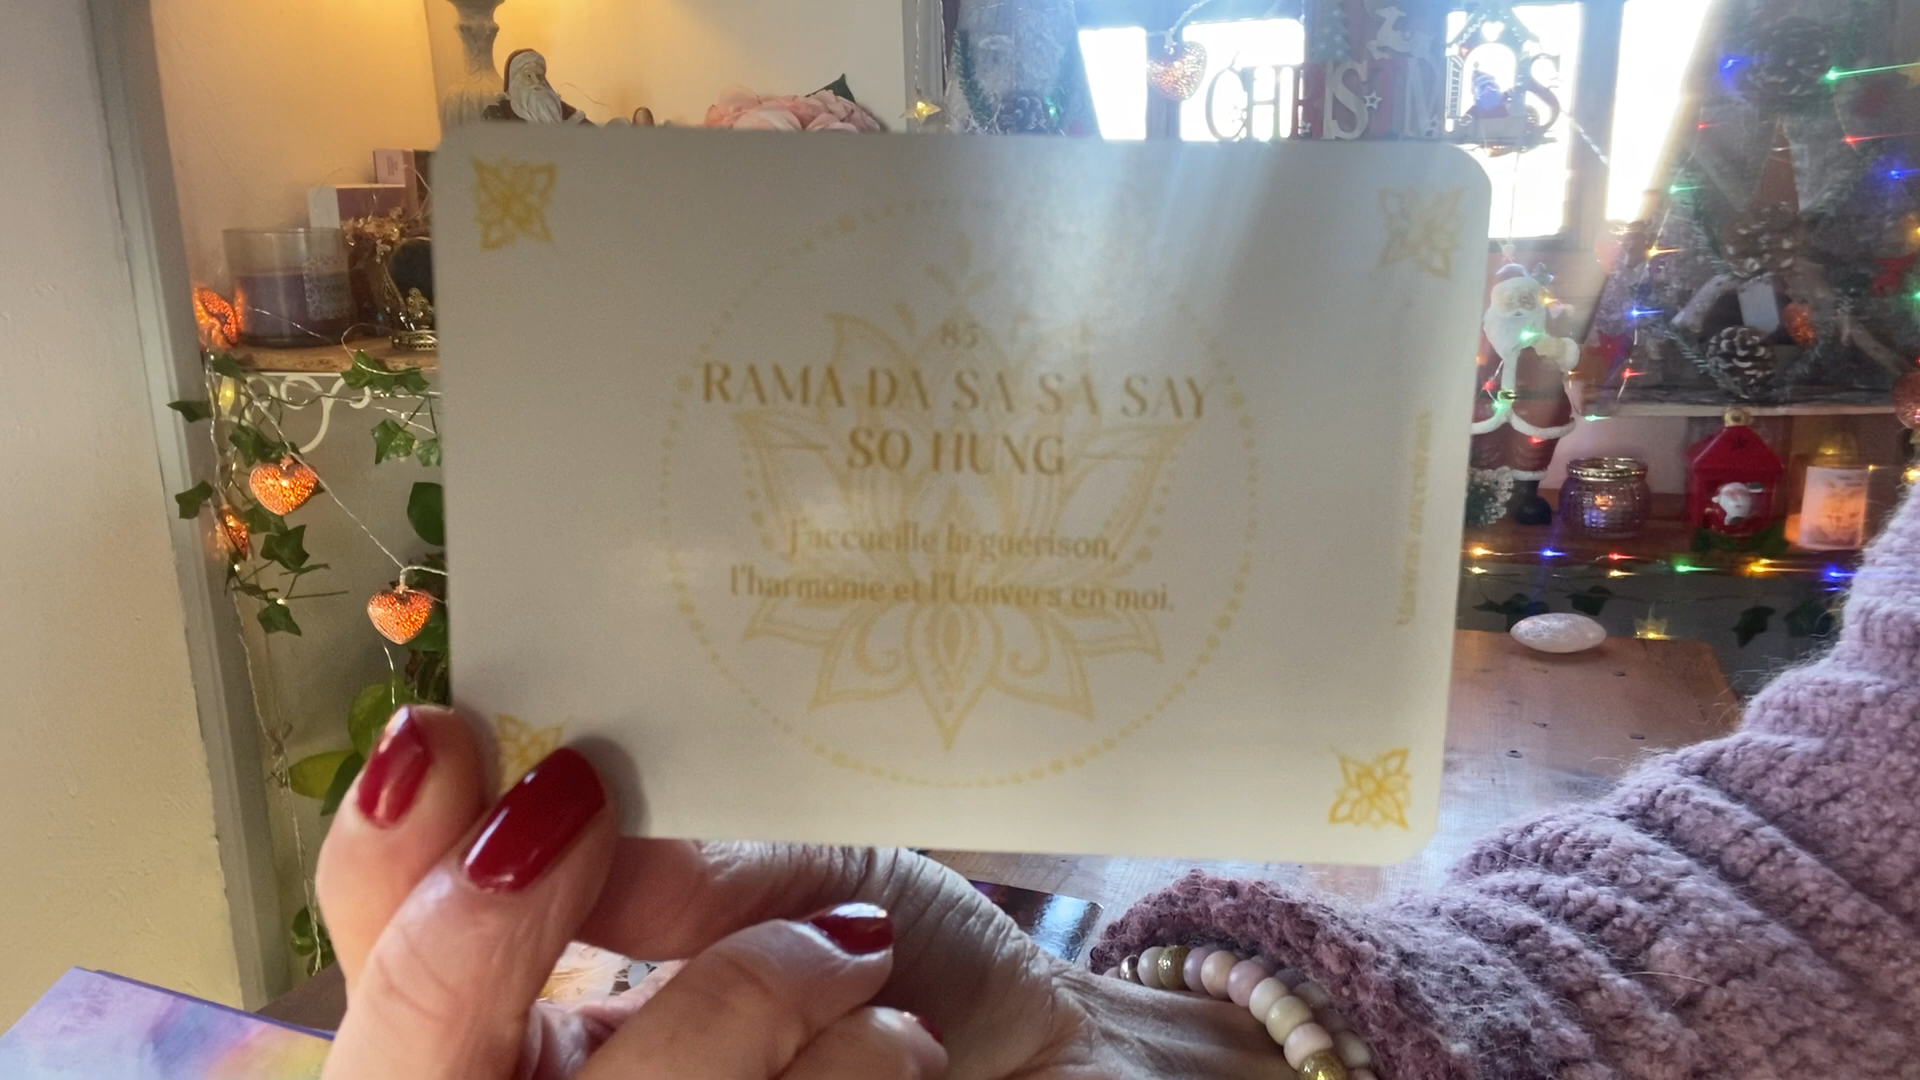 CHRISTMAS
85
RAMA DA SA SA SAY
SO HUNG
J'accueille la guérison,
l'harmonie et l'Univers en moi.